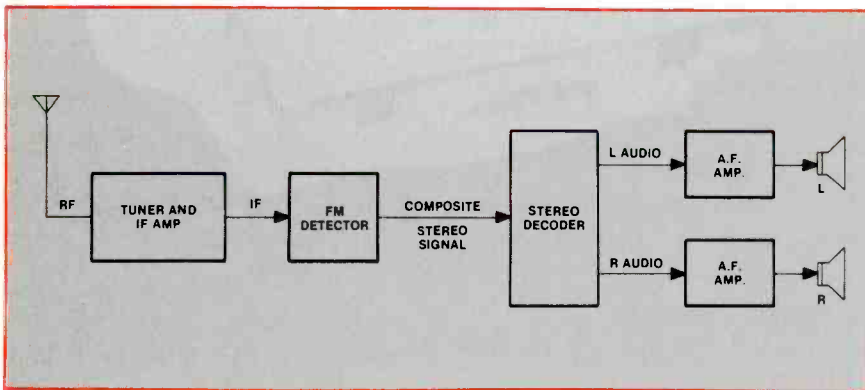 RF
TUNER AND
IF AMP
IF
FM
DETECTOR
COMPOSITE
STEREO
SIGNAL
STEREO
DECODER
L AUDIO
A.F.
AMP.
L
R AUDIO
A.F.
AMP.
R